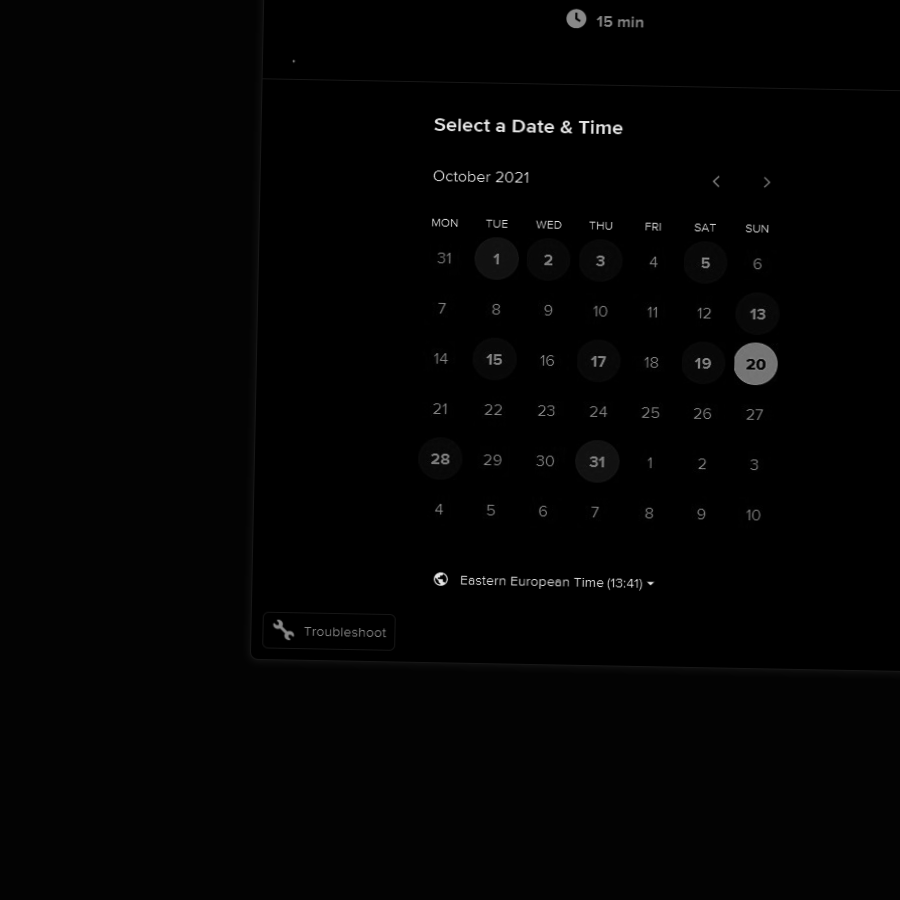 15 min
Select a Date & Time
October 2021
MON TUE WED THU FRI SAT SUN
31 1 2 3 4 5 6
7 8 9 10 11 12 13
14 15 16 17 18 19 20
21 22 23 24 25 26 27
28 29 30 31 1 2 3
4 5 6 7 8 9 10
Eastern European Time (13:41)
Troubleshoot